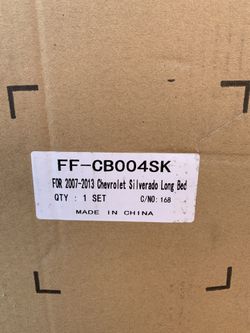 FF-CB004SK
FOR 2007-2013 Chevrolet Silverado Long Bed
QTY : 1 SET C/NO: 168
MADE IN CHINA